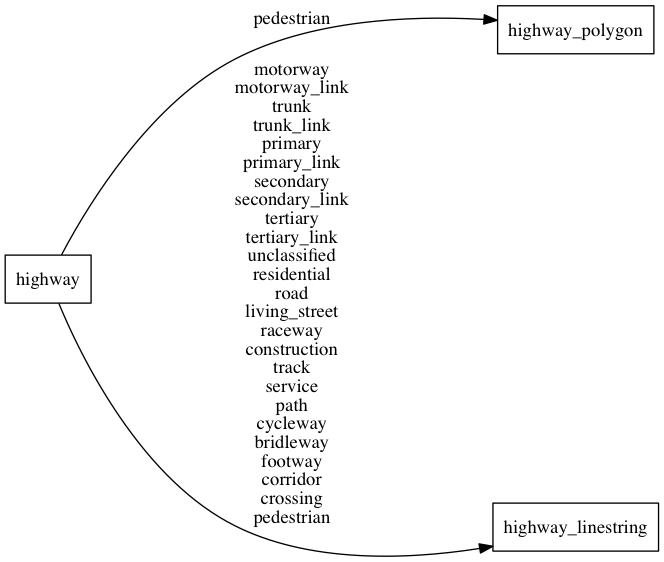 pedestrian
highway_polygon
motorway
motorway_link
trunk
trunk_link
primary
primary_link
secondary
secondary_link
tertiary
tertiary_link
unclassified
residential
road
living_street
raceway
construction
track
service
path
cycleway
bridleway
footway
corridor
crossing
pedestrian
highway
highway_linestring